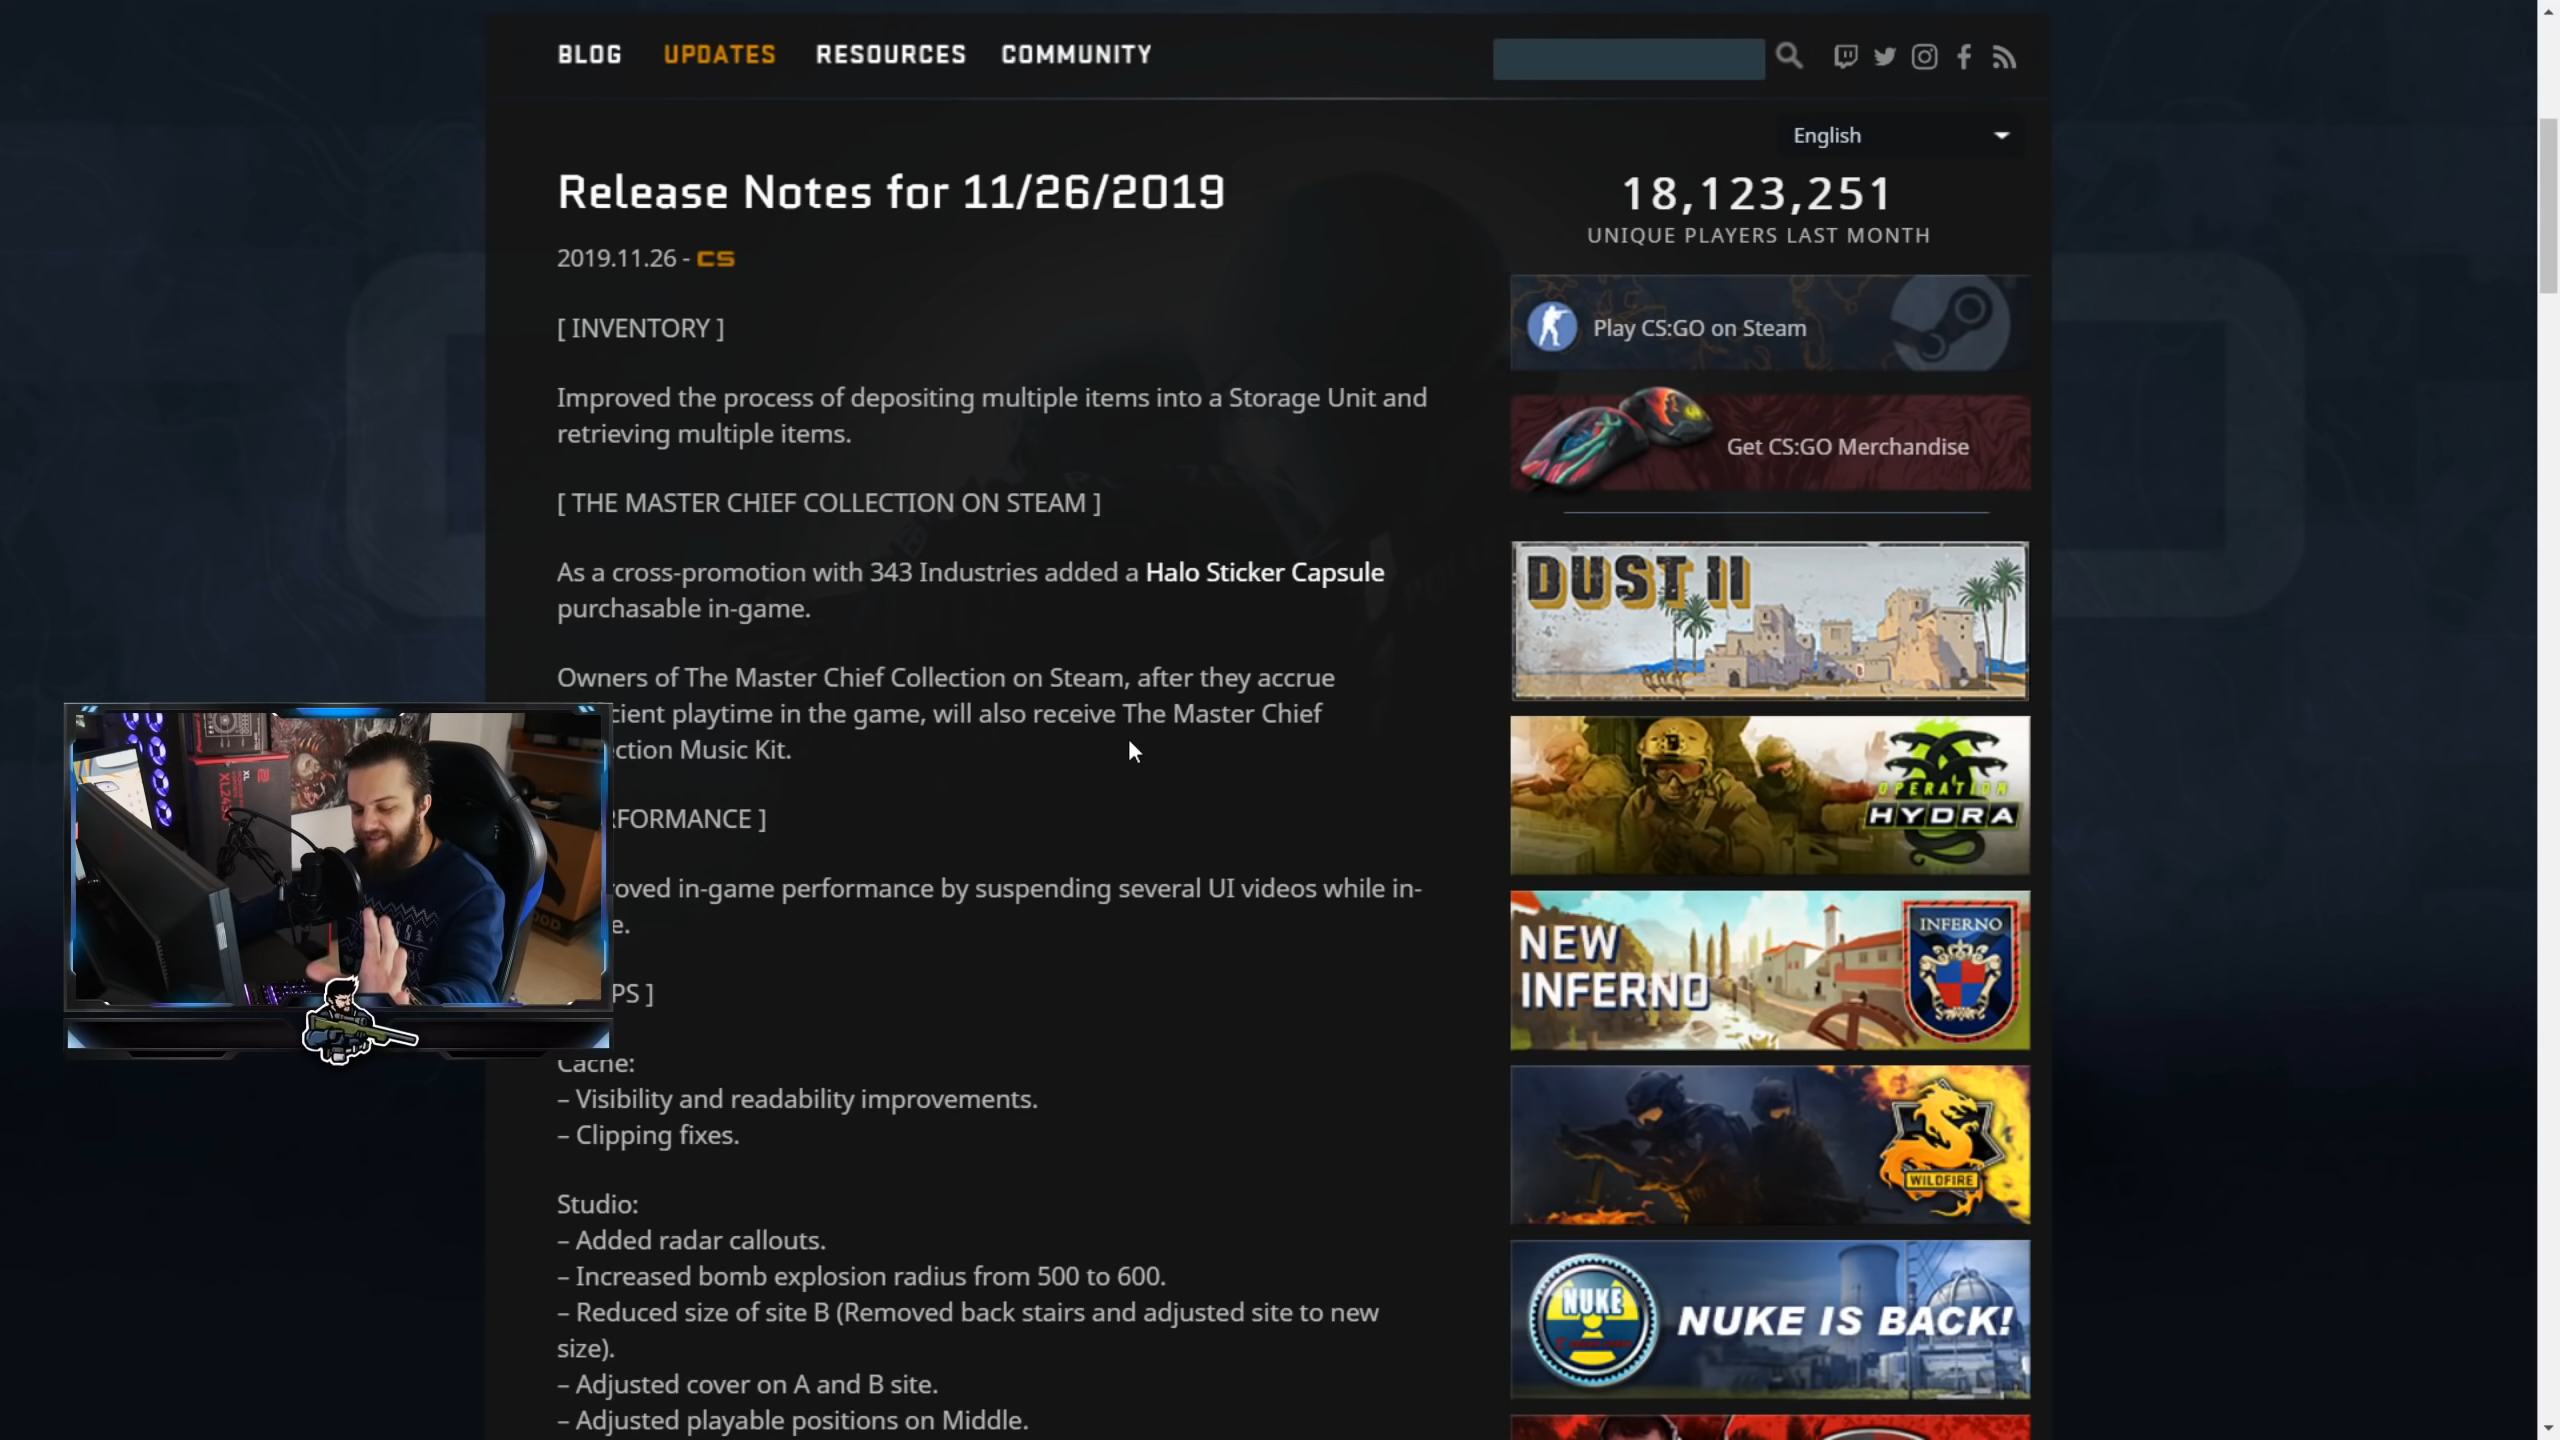 BLOG UPDATES RESOURCES COMMUNITY
English
Release Notes for 11/26/2019
18,123,251
UNIQUE PLAYERS LAST MONTH
2019.11.26 - CS
[ INVENTORY ]
Play CS:GO on Steam
Improved the process of depositing multiple items into a Storage Unit and
retrieving multiple items.
Get CS:GO Merchandise
[ THE MASTER CHIEF COLLECTION ON STEAM ]
As a cross-promotion with 343 Industries added a Halo Sticker Capsule
purchasable in-game.
DUST II
Owners of The Master Chief Collection on Steam, after they accrue
cient playtime in the game, will also receive The Master Chief
ction Music Kit.
OPERATION
HYDRA
RFORMANCE ]
roved in-game performance by suspending several UI videos while in-
e.
NEW
INFERNO
INFERNO
PS ]
Cache:
– Visibility and readability improvements.
– Clipping fixes.
WILDFIRE
Studio:
– Added radar callouts.
– Increased bomb explosion radius from 500 to 600.
– Reduced size of site B (Removed back stairs and adjusted site to new
size).
– Adjusted cover on A and B site.
– Adjusted playable positions on Middle.
NUKE
NUKE IS BACK!